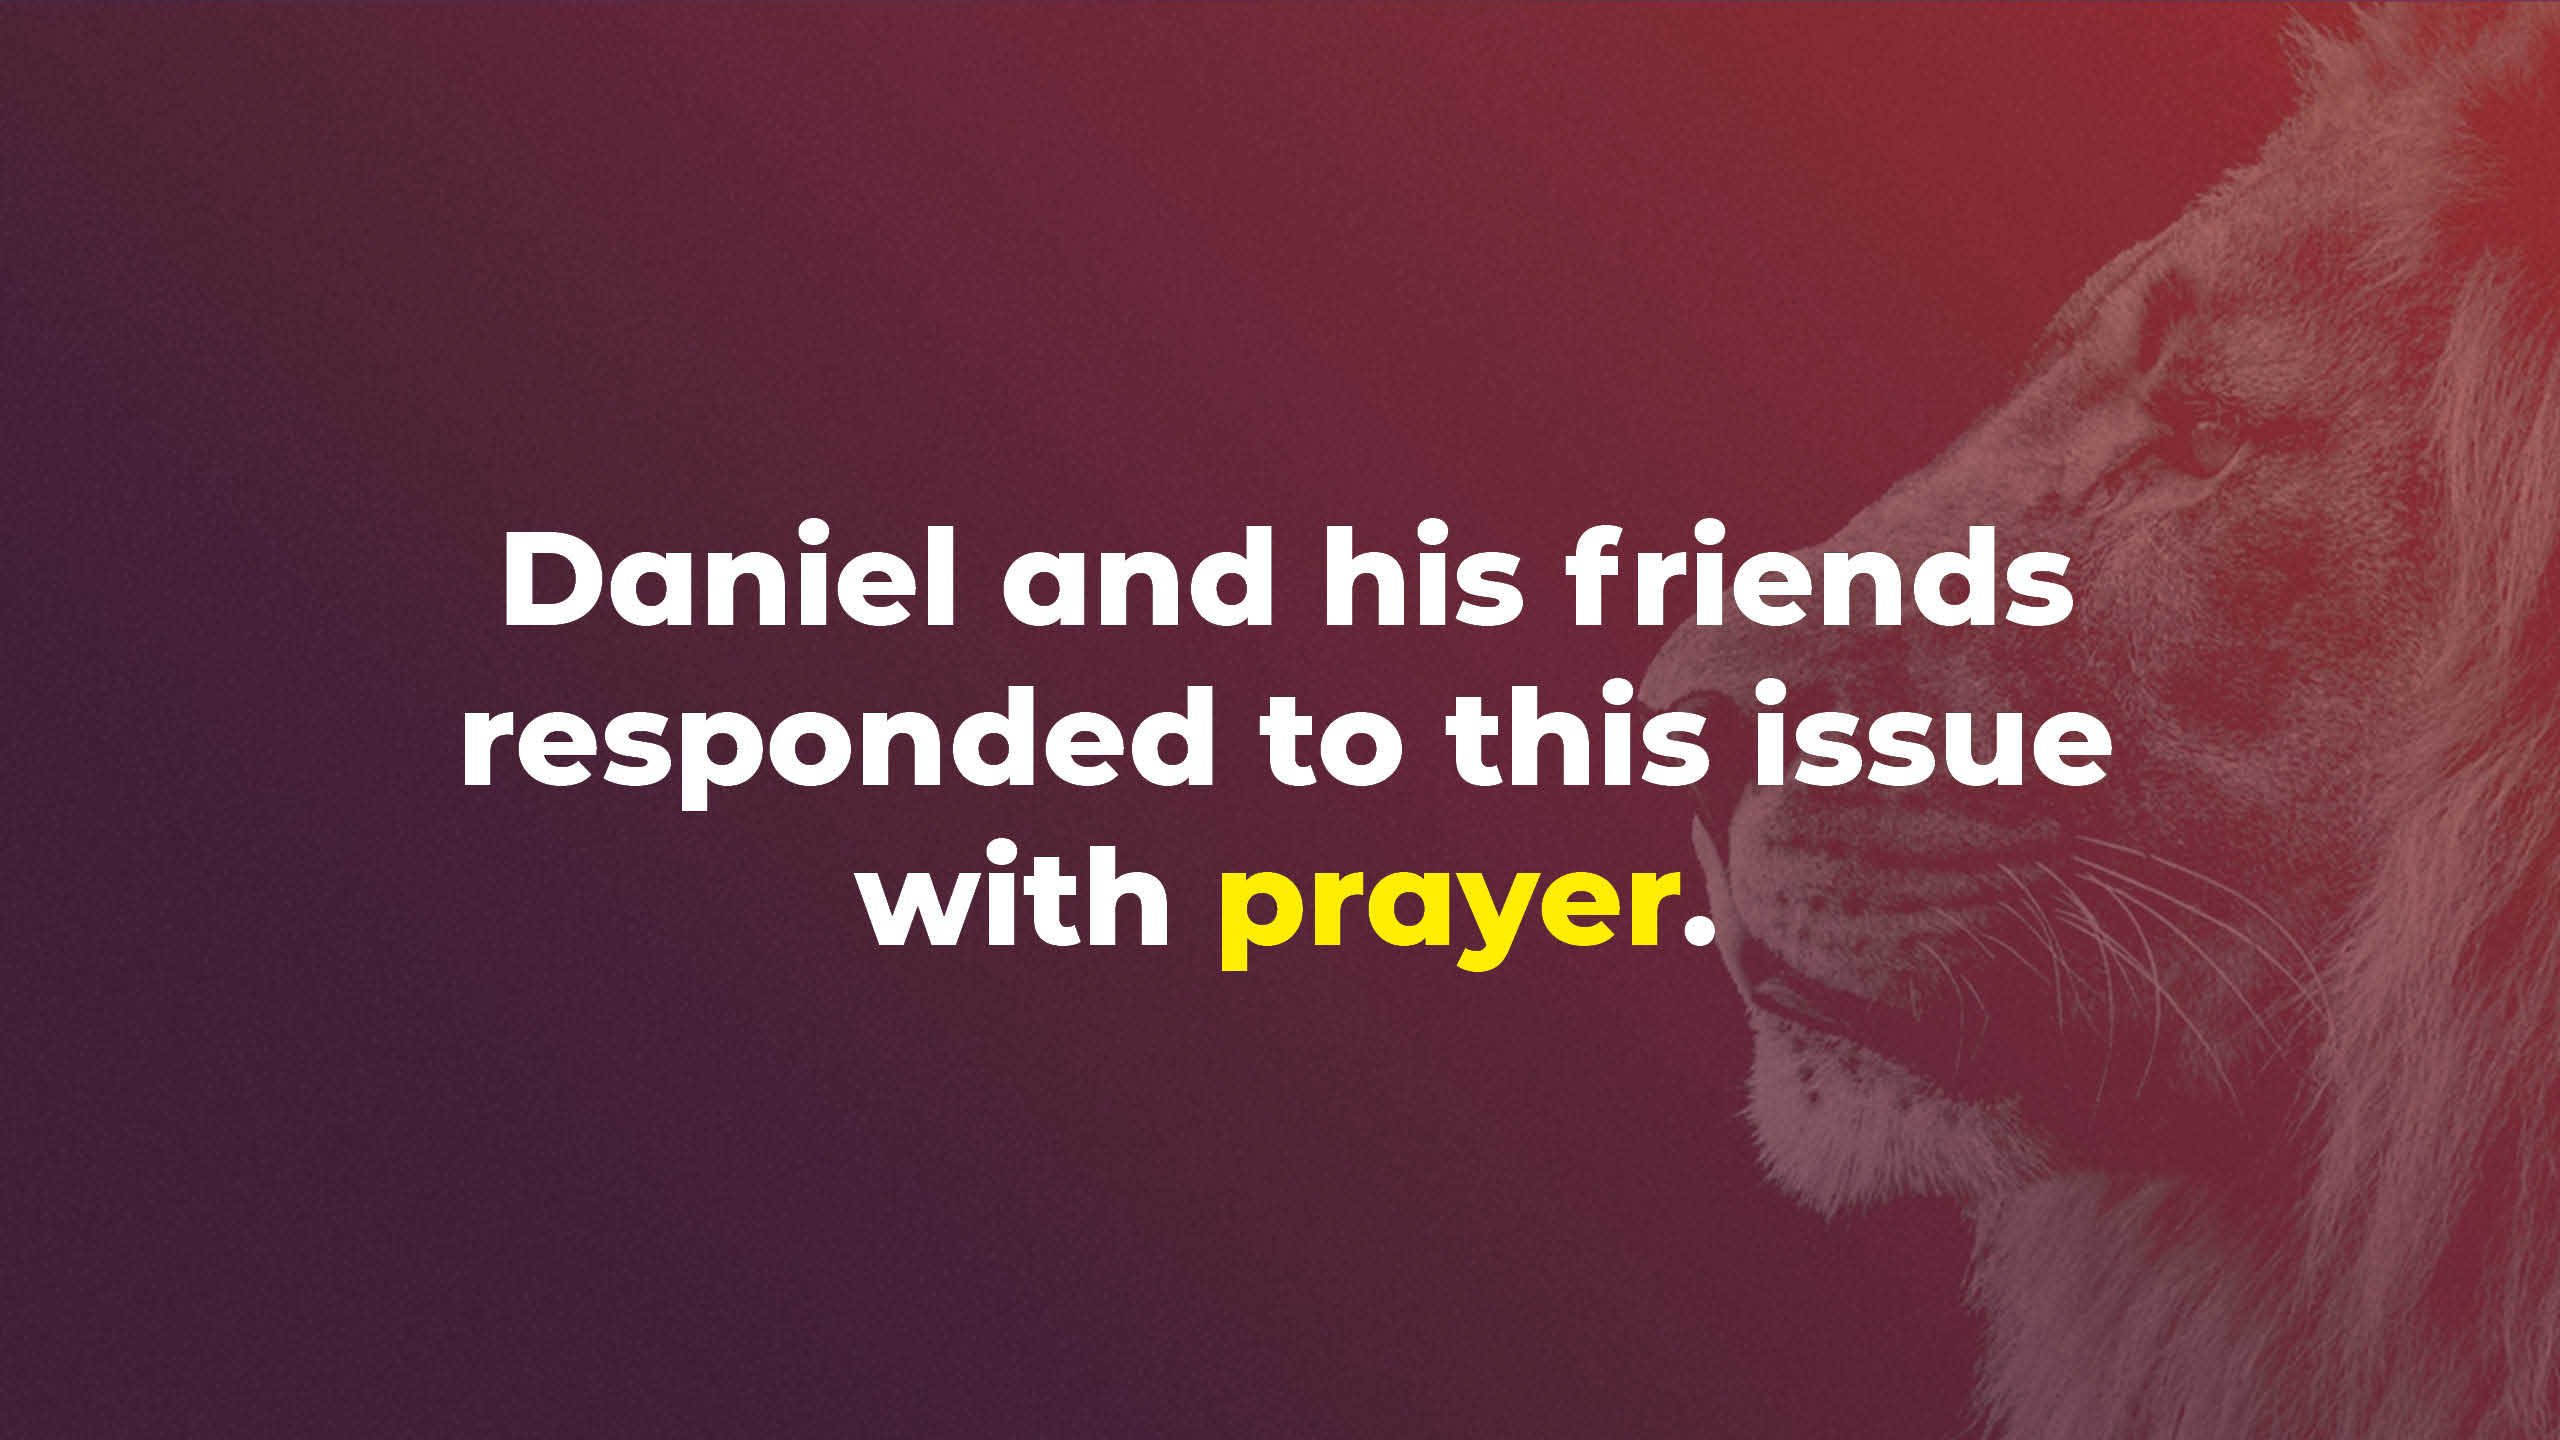 Daniel and his friends
responded to this issue
with prayer.